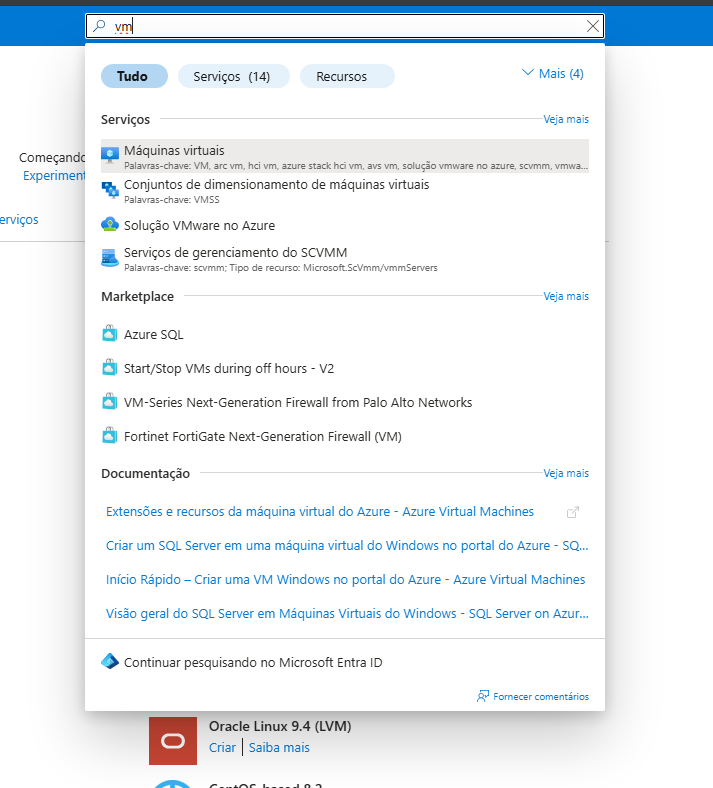 vm
Tudo
Serviços (14)
Recursos
Mais (4)
Serviços
Veja mais
Começando
Experiment
erviços
Máquinas virtuais
Palavras-chave: VM, arc vm, hci vm, azure stack hci vm, avs vm, solução vmware no azure, scvmm, vmwa...
Conjuntos de dimensionamento de máquinas virtuais
Palavras-chave: VMSS
Solução VMware no Azure
Serviços de gerenciamento do SCVMM
Palavras-chave: scvmm; Tipo de recurso: Microsoft.ScVmm/vmmServers
Marketplace
Veja mais
Azure SQL
Start/Stop VMs during off hours - V2
VM-Series Next-Generation Firewall from Palo Alto Networks
Fortinet FortiGate Next-Generation Firewall (VM)
Documentação
Veja mais
Extensões e recursos da máquina virtual do Azure - Azure Virtual Machines
Criar um SQL Server em uma máquina virtual do Windows no portal do Azure - SQ...
Início Rápido – Criar uma VM Windows no portal do Azure - Azure Virtual Machines
Visão geral do SQL Server em Máquinas Virtuais do Windows - SQL Server on Azur...
Continuar pesquisando no Microsoft Entra ID
Fornecer comentários
Oracle Linux 9.4 (LVM)
Criar | Saiba mais